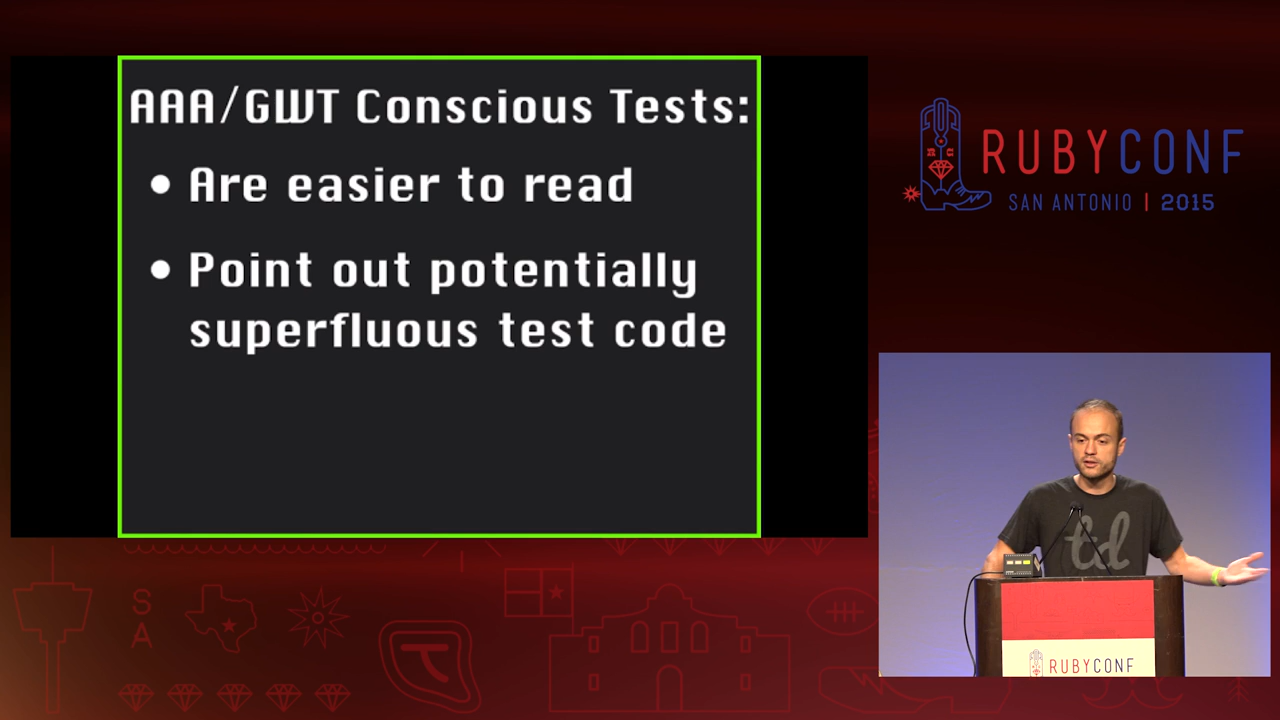 AAA/GWT Conscious Tests:
• Are easier to read
• Point out potentially
superfluous test code
RUBYCONF
SAN ANTONIO | 2015
td
RUBYCONF
S
A